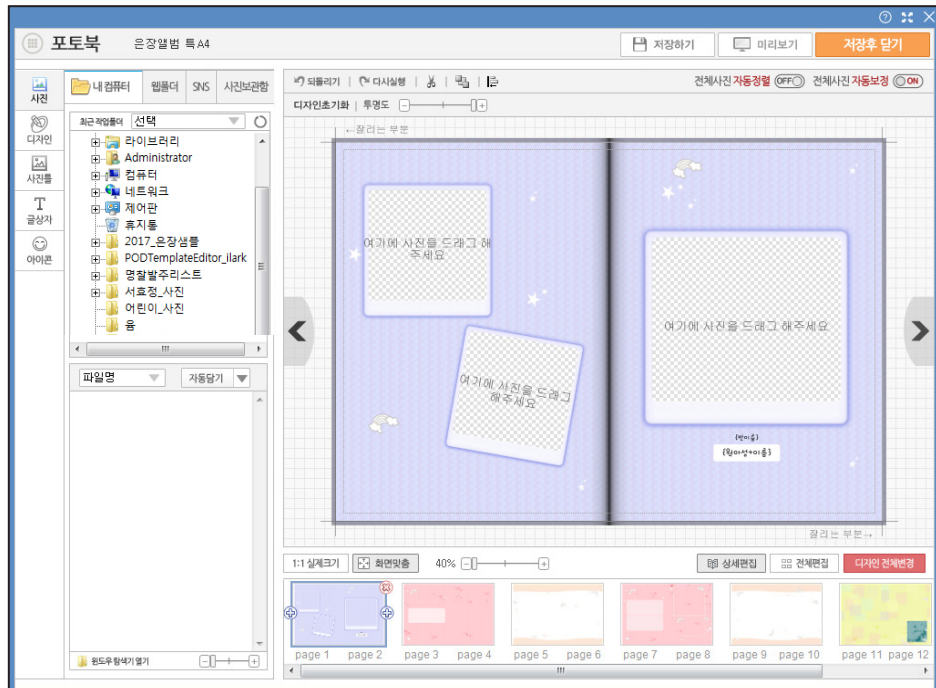 포토북 은장앨범 특A4 저장하기 미리보기 저장후 닫기
사진
디자인
사진틀
T
글상자
아이콘
내 컴퓨터 웹폴더 SNS 사진보관함
최근작업폴더 선택
라이브러리
Administrator
컴퓨터
네트워크
제어판
휴지통
2017_은장샘플
PODTemplateEditor_ilark
명찰발주리스트
서효정_사진
어린이_사진
윰
파일명 자동담기
윈도우탐색기 열기
되돌리기 다시실행 전체사진 자동정렬 OFF 전체사진 자동보정 ON
디자인초기화 투명도
←잘리는 부분
여기에 사진을 드래그 해
주세요
여기에 사진을 드래그
해주세요
여기에 사진을 드래그 해주세요
{반이름}
{원아성+이름}
잘리는 부분→
1:1 실제크기 화면맞춤 40% 상세편집 전체편집 디자인 전체변경
page 1 page 2 page 3 page 4 page 5 page 6 page 7 page 8 page 9 page 10 page 11 page 12